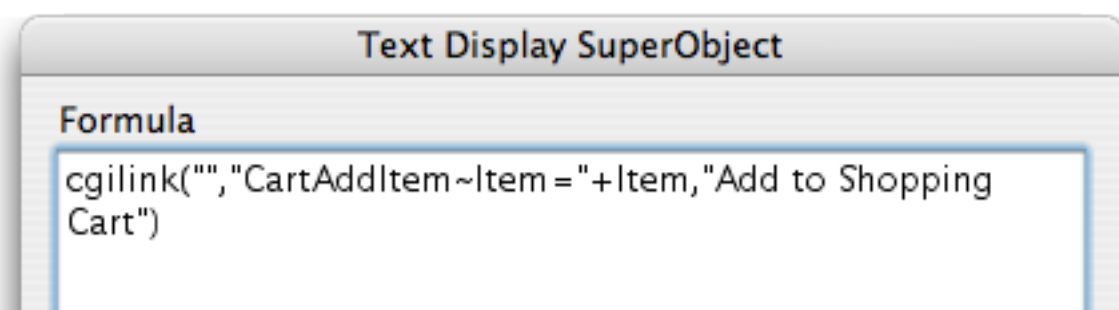 Text Display SuperObject
Formula
cgilink("","CartAddItem~Item="+Item,"Add to Shopping
Cart")